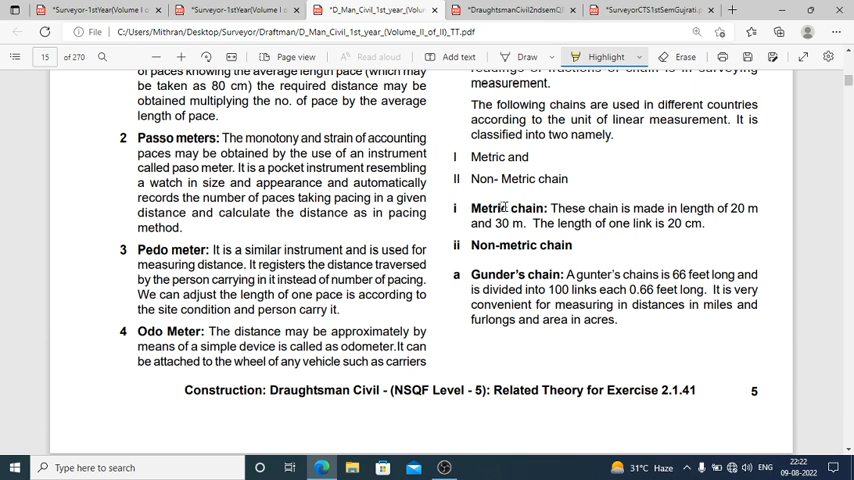 *Surveyor-1stYear(Volume I o
*Surveyor-1stYear(Volume I of
*D_Man_Civil_1st_year_(Volume
*DraughtsmanCivil2ndsem
*SurveyorCTS1stSemGujrati.p
File
C:/Users/Mithran/Desktop/Surveyor/Draftman/D_Man_Civil_1st_year_(Volume_II_of_II)_TT.pdf
15 of 270
Page view
Read aloud
Add text
Draw
Highlight
Erase
of paces knowing the average length pace (which may
be taken as 80 cm) the required distance may be
obtained multiplying the no. of pace by the average
length of pace.
2 Passo meters: The monotony and strain of accounting
paces may be obtained by the use of an instrument
called paso meter. It is a pocket instrument resembling
a watch in size and appearance and automatically
records the number of paces taking pacing in a given
distance and calculate the distance as in pacing
method.
3 Pedo meter: It is a similar instrument and is used for
measuring distance. It registers the distance traversed
by the person carrying in it instead of number of pacing.
We can adjust the length of one pace is according to
the site condition and person carry it.
4 Odo Meter: The distance may be approximately by
means of a simple device is called as odometer.It can
be attached to the wheel of any vehicle such as carriers
readings or fractions of chain is in surveying
measurement.
The following chains are used in different countries
according to the unit of linear measurement. It is
classified into two namely.
I Metric and
II Non- Metric chain
i Metric chain: These chain is made in length of 20 m
and 30 m. The length of one link is 20 cm.
ii Non-metric chain
a Gunder's chain: A gunter's chains is 66 feet long and
is divided into 100 links each 0.66 feet long. It is very
convenient for measuring in distances in miles and
furlongs and area in acres.
Construction: Draughtsman Civil - (NSQF Level - 5): Related Theory for Exercise 2.1.41
5
Type here to search
31°C Haze
ENG
22:22
09-08-2022